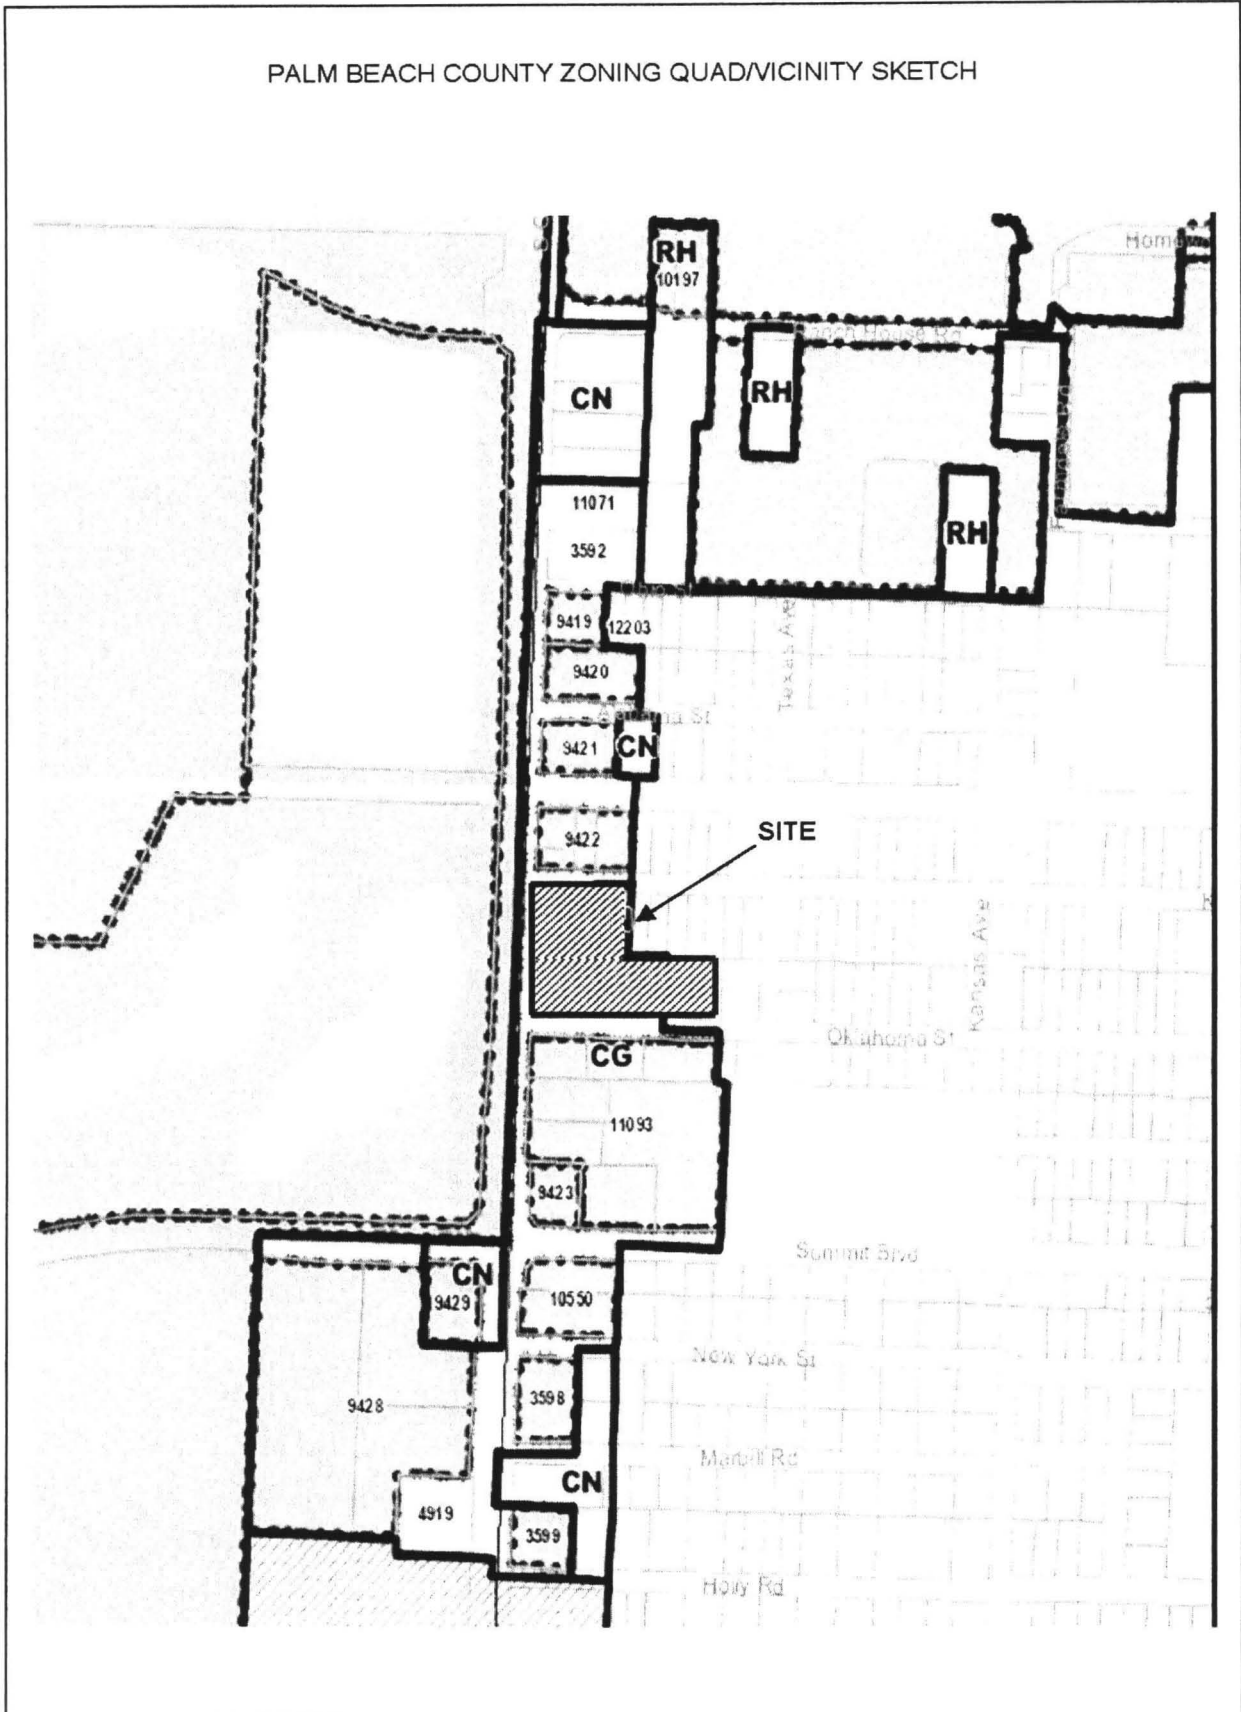 PALM BEACH COUNTY ZONING QUAD/VICINITY SKETCH
RH
10197
CN
RH
11071
3592
RH
9419
12203
9420
Texas Ave
St
9421
CN
9422
SITE
Kansas Ave
Oklahoma St
CG
11093
9423
Summit Blvd
CN
9429
10550
New York St
3598
9428
Rd
CN
4919
3599
Holly Rd